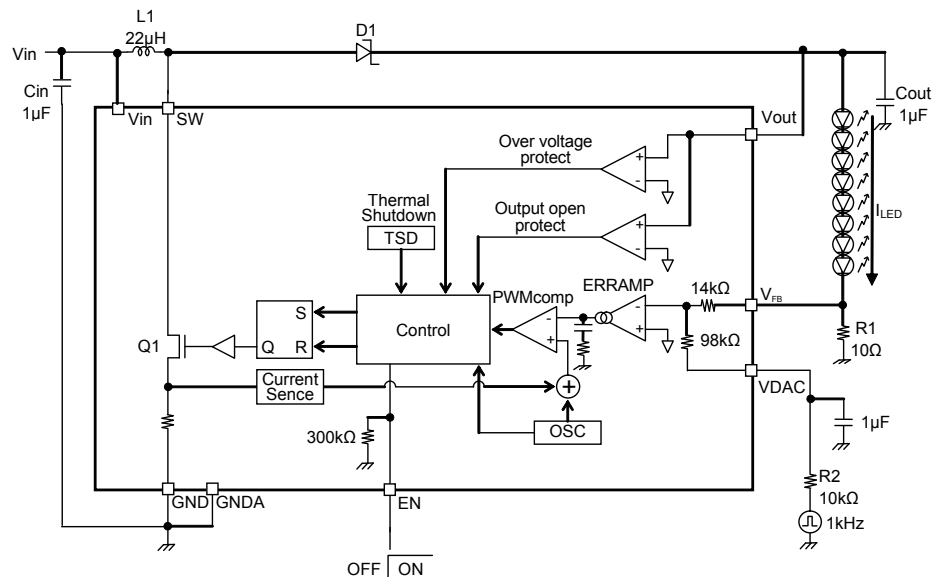 L1
22μH
D1
Vin
Cin
1μF
Vin
SW
Vout
Cout
1μF
Over voltage
protect
+
-
Thermal
Shutdown
TSD
Output open
protect
+
-
I_LED
PWMcomp
ERRAMP
14kΩ
V_FB
S
Control
-
+
-
+
R1
10Ω
Q1
Q
R
98kΩ
Current
Sence
+
VDAC
OSC
1μF
300kΩ
R2
10kΩ
GND
GNDA
EN
1kHz
OFF
ON